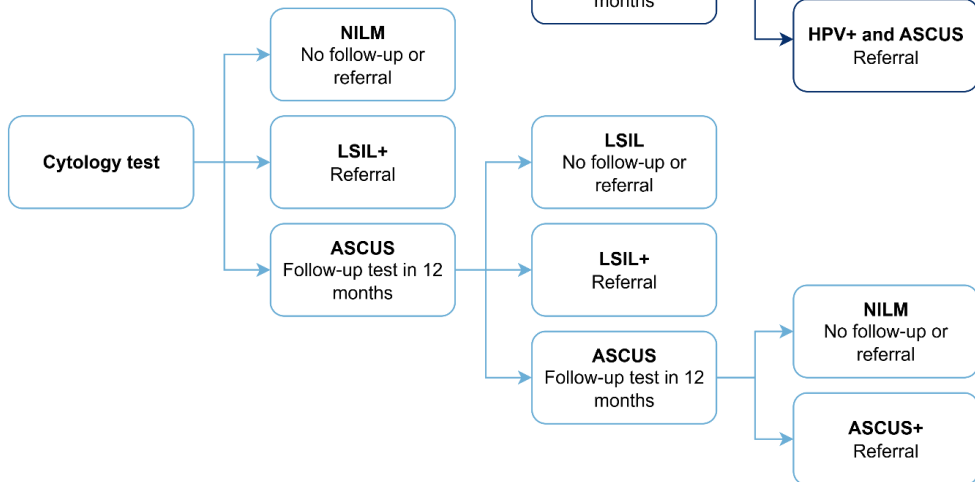 months
HPV+ and ASCUS
Referral
NILM
No follow-up or
referral
Cytology test
LSIL+
Referral
ASCUS
Follow-up test in 12
months
LSIL
No follow-up or
referral
LSIL+
Referral
ASCUS
Follow-up test in 12
months
NILM
No follow-up or
referral
ASCUS+
Referral